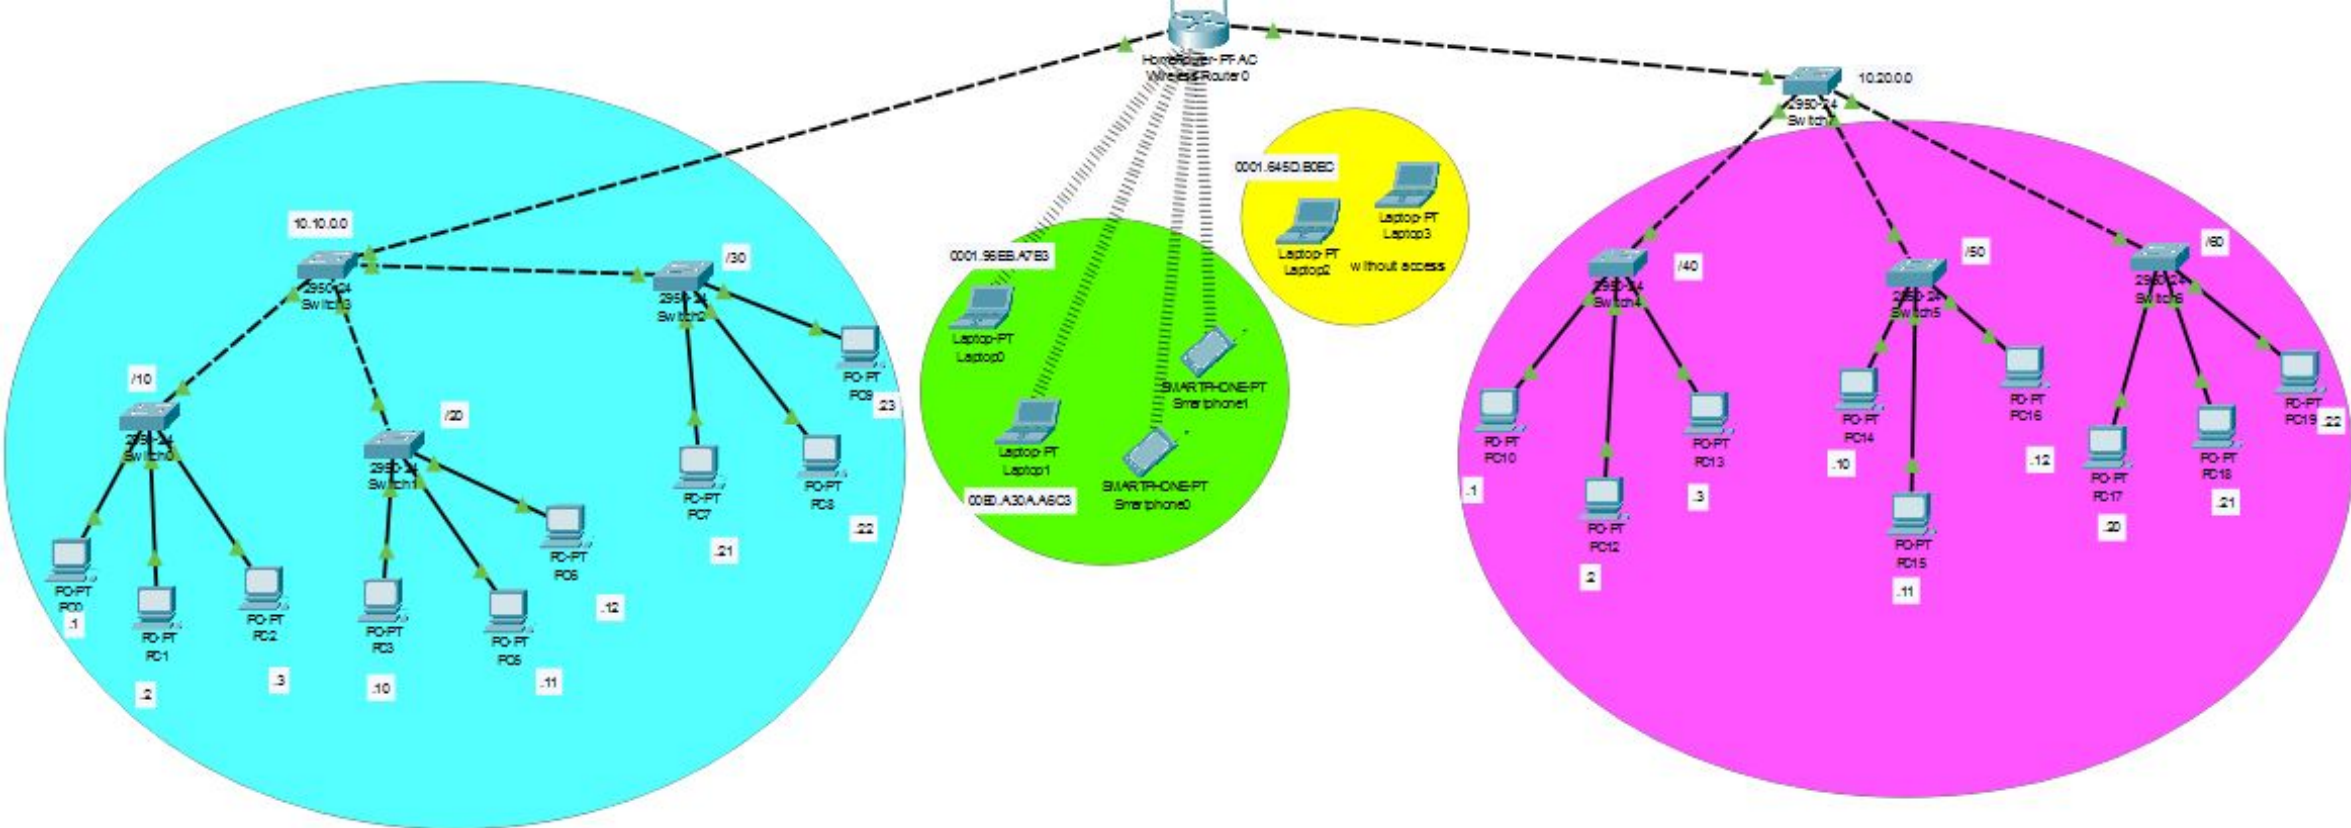 HomeRouter-PT-AC
Wireless Router0
10.20.0.0
2950-24
Switch7
10.10.0.0
2950-24
Switch3
/30
2950-24
Switch2
/10
2950-24
Switch0
/20
2950-24
Switch1
PC-PT
PC0
.1
PC-PT
PC1
.2
PC-PT
PC2
.3
PC-PT
PC3
.10
PC-PT
PC5
.11
PC-PT
PC6
.12
PC-PT
PC7
.21
PC-PT
PC8
.22
PC-PT
PC9
.23
0001.96EB.A7B3
Laptop-PT
Laptop0
Laptop-PT
Laptop1
00E0.A30A.A6C3
SMARTPHONE-PT
Smartphone1
SMARTPHONE-PT
Smartphone0
0001.645D.B0EC
Laptop-PT
Laptop2
Laptop-PT
Laptop3
without access
/40
2950-24
Switch4
/50
2950-24
Switch5
/60
2950-24
Switch6
PC-PT
PC10
.1
PC-PT
PC12
.2
PC-PT
PC13
.3
PC-PT
PC14
.10
PC-PT
PC15
.11
PC-PT
PC16
.12
PC-PT
PC17
.20
PC-PT
PC18
.21
PC-PT
PC19
.22